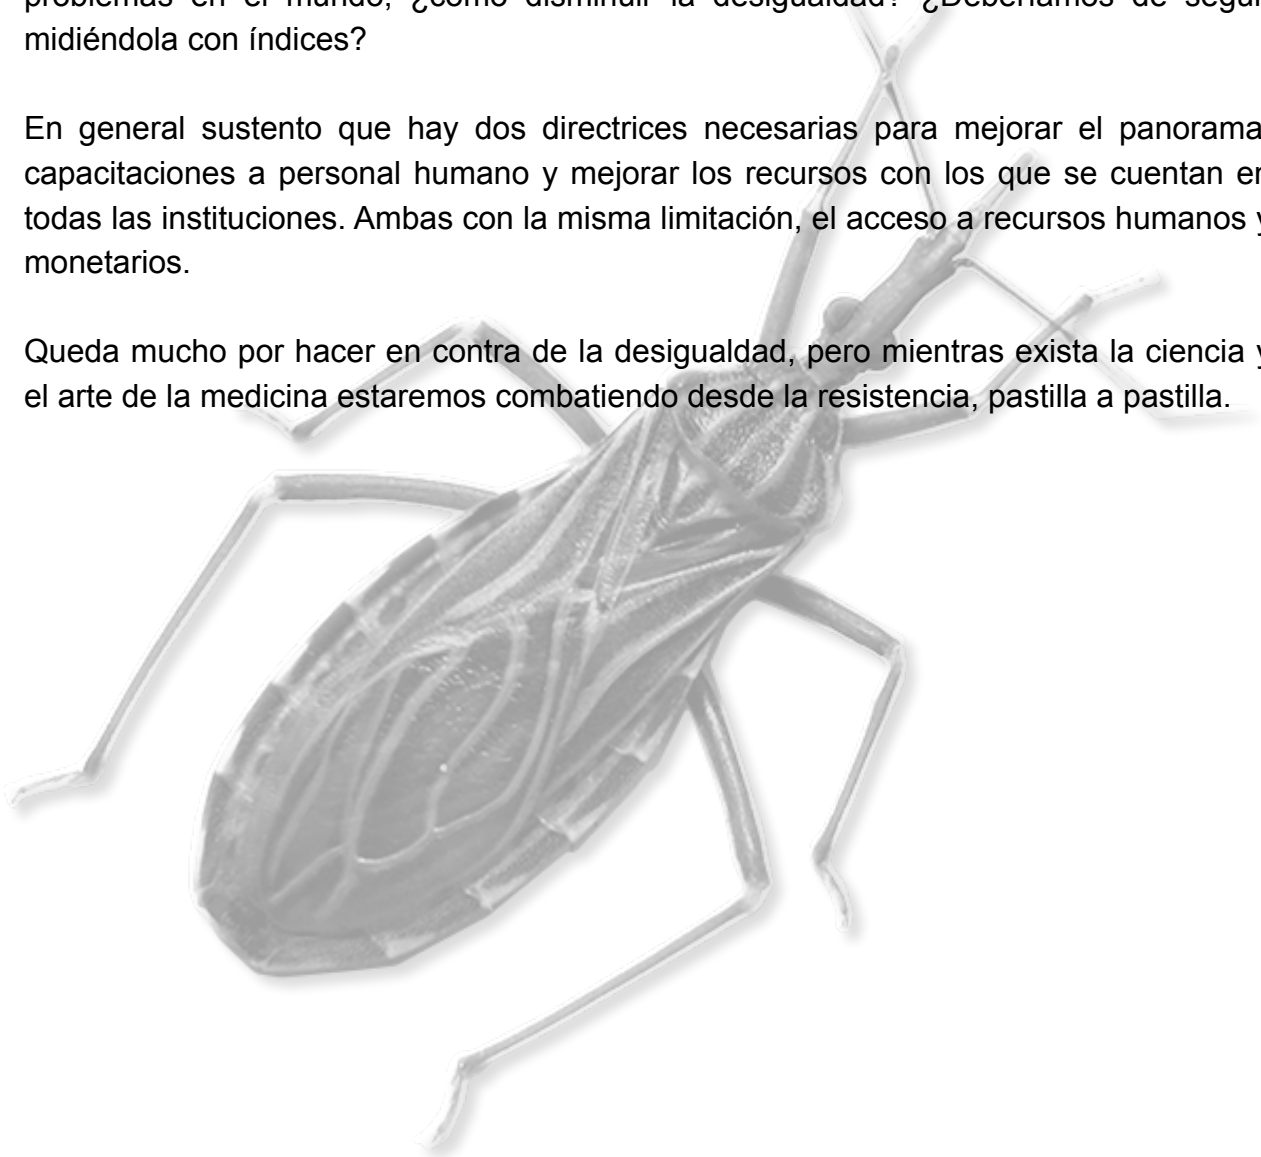 problemas en el mundo, ¿cómo disminuir la desigualdad? ¿Deberíamos de
midiéndola con índices?
En general sustento que hay dos directrices necesarias para mejorar el panorama
capacitaciones a personal humano y mejorar los recursos con los que se cuentan
todas las instituciones. Ambas con la misma limitación, el acceso a recursos humanos y
monetarios.
Queda mucho por hacer en contra de la desigualdad, pero mientras exista la ciencia y
el arte de la medicina estaremos combatiendo desde la resistencia, pastilla a pastilla.